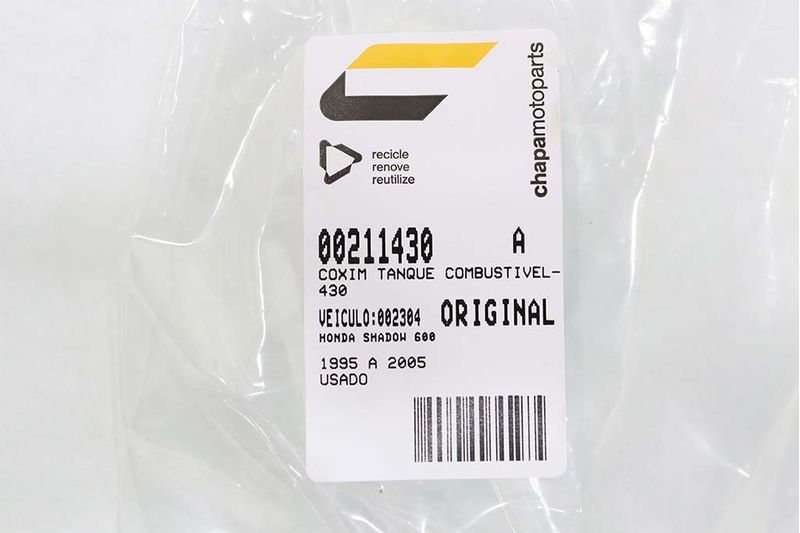 chapamotoparts
recicle
renove
reutilize
00211430 A
COXIM TANQUE COMBUSTIVEL-
430
VEICULO:002304 ORIGINAL
HONDA SHADOW 600
1995 A 2005
USADO